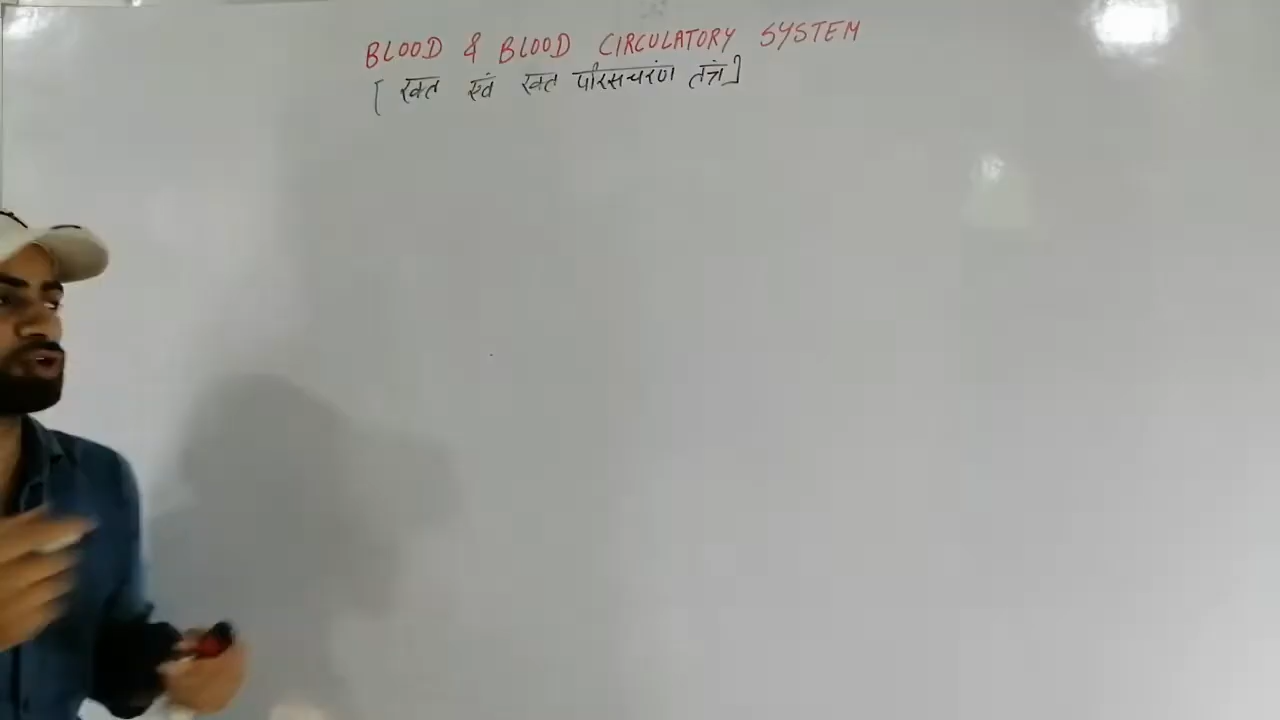 BLOOD & BLOOD CIRCULATORY SYSTEM
[ रक्त एवं रक्त परिसंचरण तंत्र ]